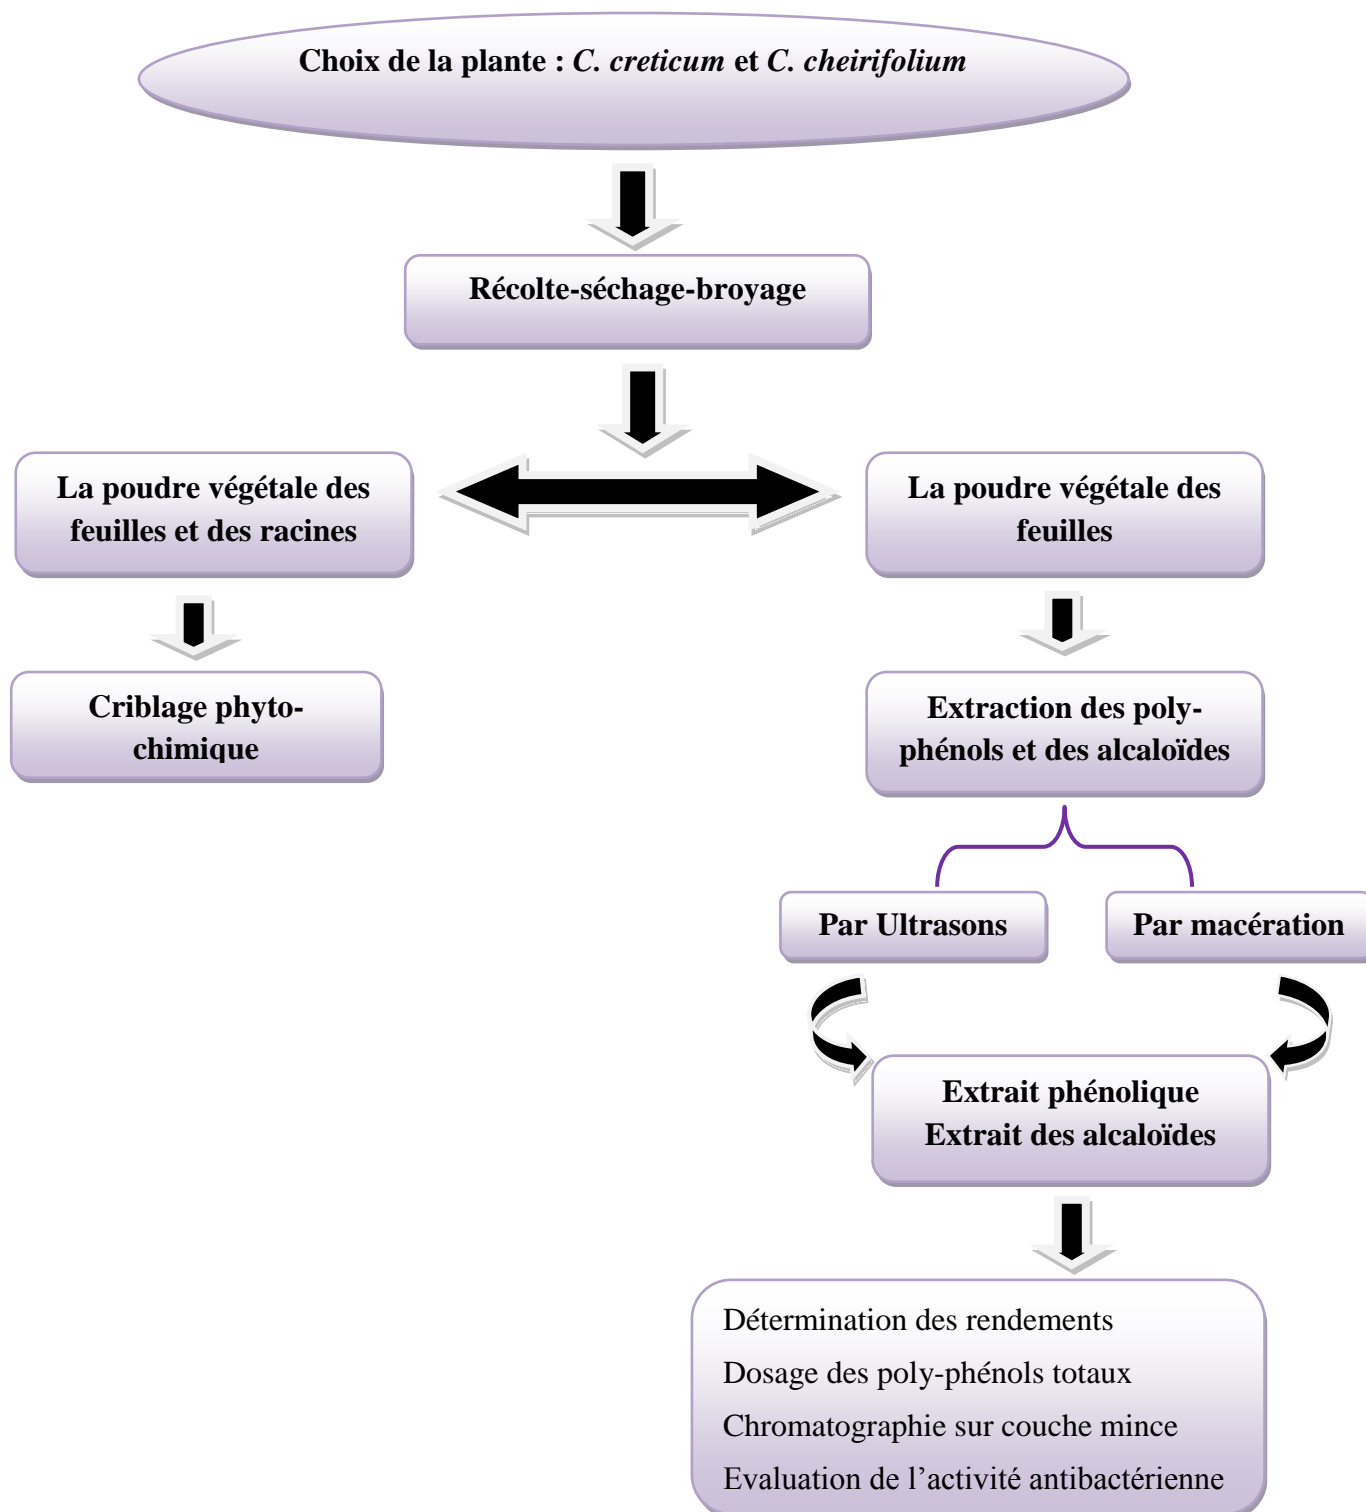 Choix de la plante : C. creticum et C. cheirifolium
Récolte-séchage-broyage
La poudre végétale des
feuilles et des racines
La poudre végétale des
feuilles
Criblage phyto-
chimique
Extraction des poly-
phénols et des alcaloïdes
Par Ultrasons
Par macération
Extrait phénolique
Extrait des alcaloïdes
Détermination des rendements
Dosage des poly-phénols totaux
Chromatographie sur couche mince
Evaluation de l’activité antibactérienne